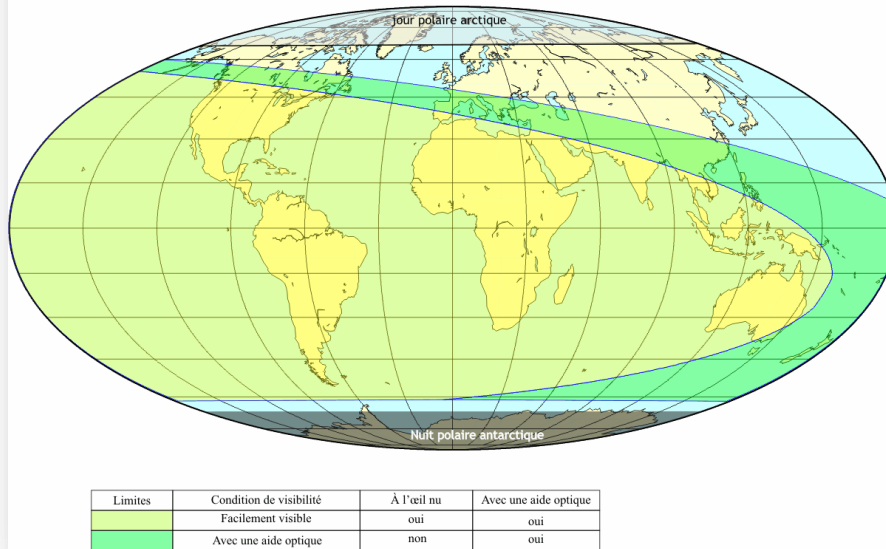 jour polaire arctique
Nuit polaire antarctique
Limites Condition de visibilité À l'œil nu Avec une aide optique
Facilement visible oui oui
Avec une aide optique non oui